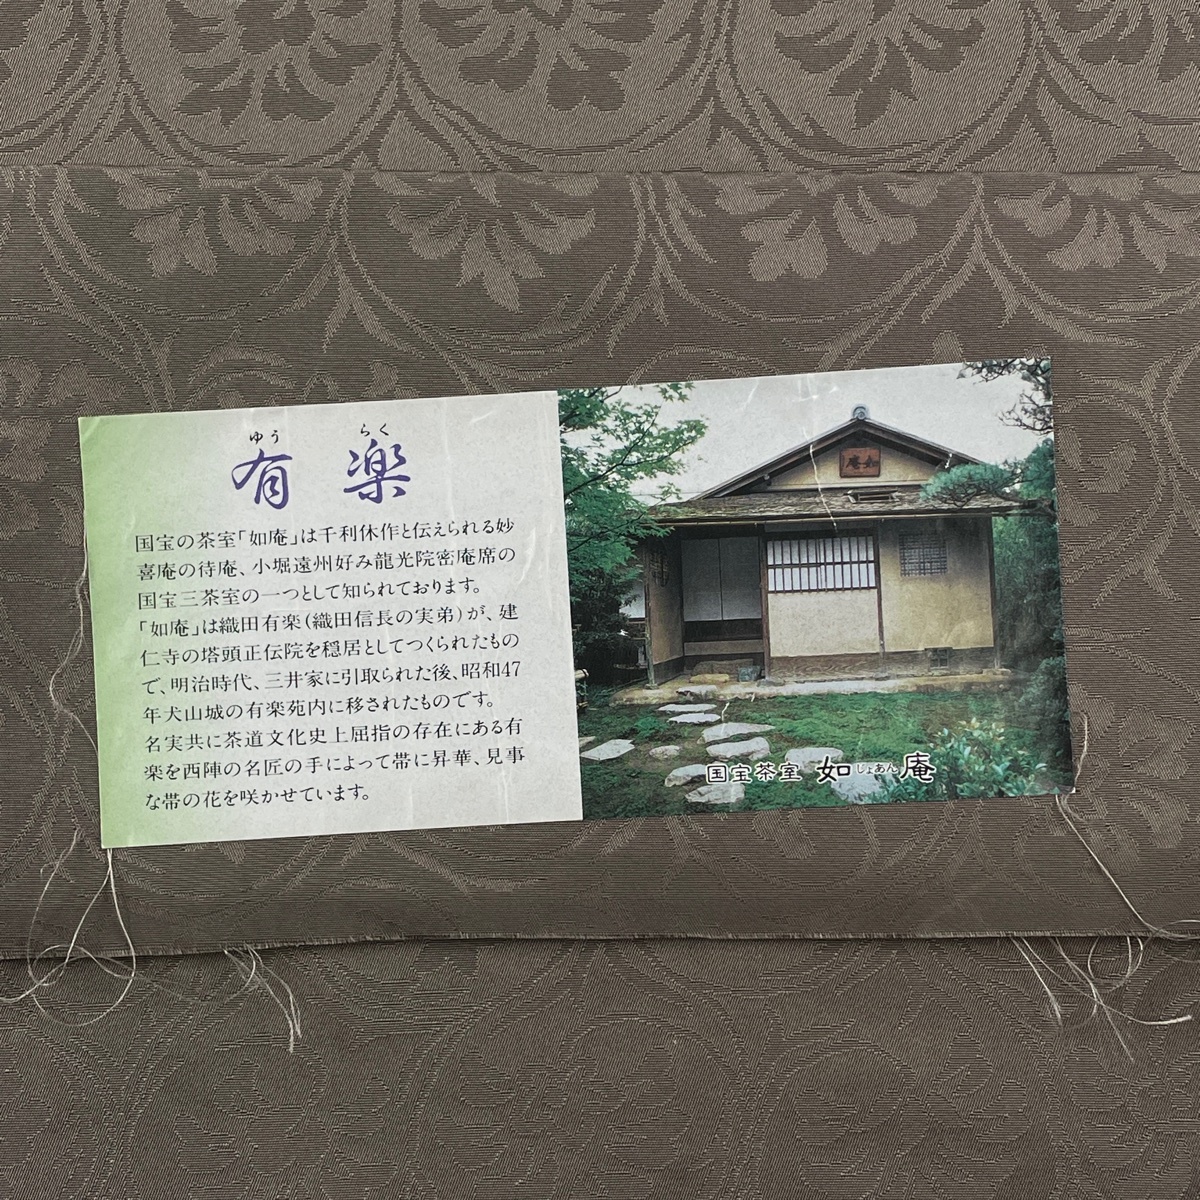 ゆう らく
有 楽
国宝の茶室「如庵」は千利休作と伝えられる妙
喜庵の待庵、小堀遠州好み龍光院密庵席の
国宝三茶室の一つとして知られております。
「如庵」は織田有楽(織田信長の実弟)が、建
仁寺の塔頭正伝院を穏居としてつくられたもの
で、明治時代、三井家に引取られた後、昭和47
年犬山城の有楽苑内に移されたものです。
名実共に茶道文化史上屈指の存在にある有
楽を西陣の名匠の手によって帯に昇華、見事
な帯の花を咲かせています。
庵如
国宝茶室 如じょあん庵